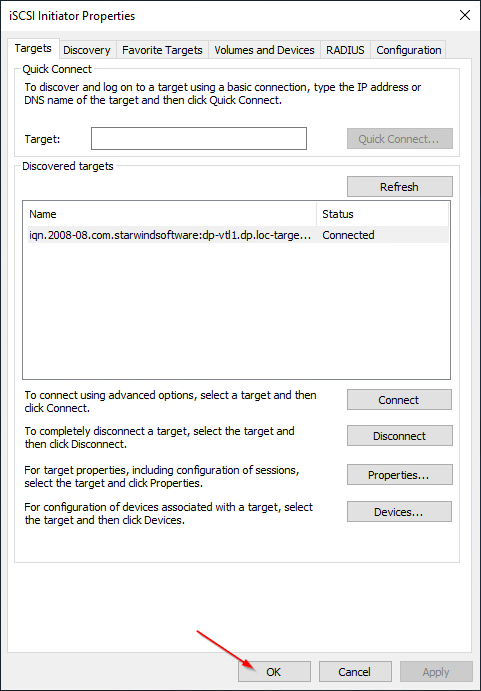 iSCSI Initiator Properties
Targets Discovery Favorite Targets Volumes and Devices RADIUS Configuration
Quick Connect
To discover and log on to a target using a basic connection, type the IP address or
DNS name of the target and then click Quick Connect.
Target: Quick Connect...
Discovered targets
Refresh
Name Status
iqn.2008-08.com.starwindsoftware:dp-vtl1.dp.loc-targe... Connected
To connect using advanced options, select a target and then
click Connect.
Connect
To completely disconnect a target, select the target and
then click Disconnect.
Disconnect
For target properties, including configuration of sessions,
select the target and click Properties.
Properties...
For configuration of devices associated with a target, select
the target and then click Devices.
Devices...
OK Cancel Apply